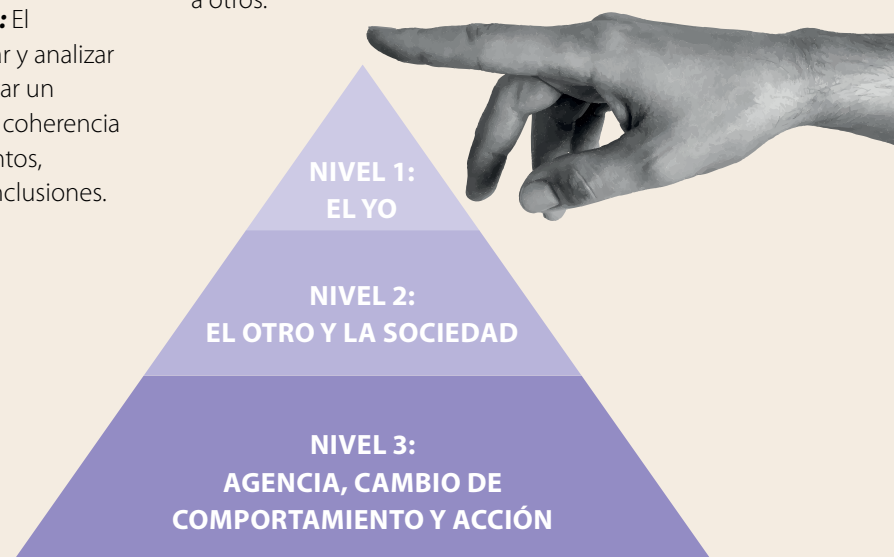 a otros.
: El
r y analizar
ar un
coherencia
ntos,
nclusiones.
NIVEL 1:
EL YO
NIVEL 2:
EL OTRO Y LA SOCIEDAD
NIVEL 3:
AGENCIA, CAMBIO DE
COMPORTAMIENTO Y ACCIÓN